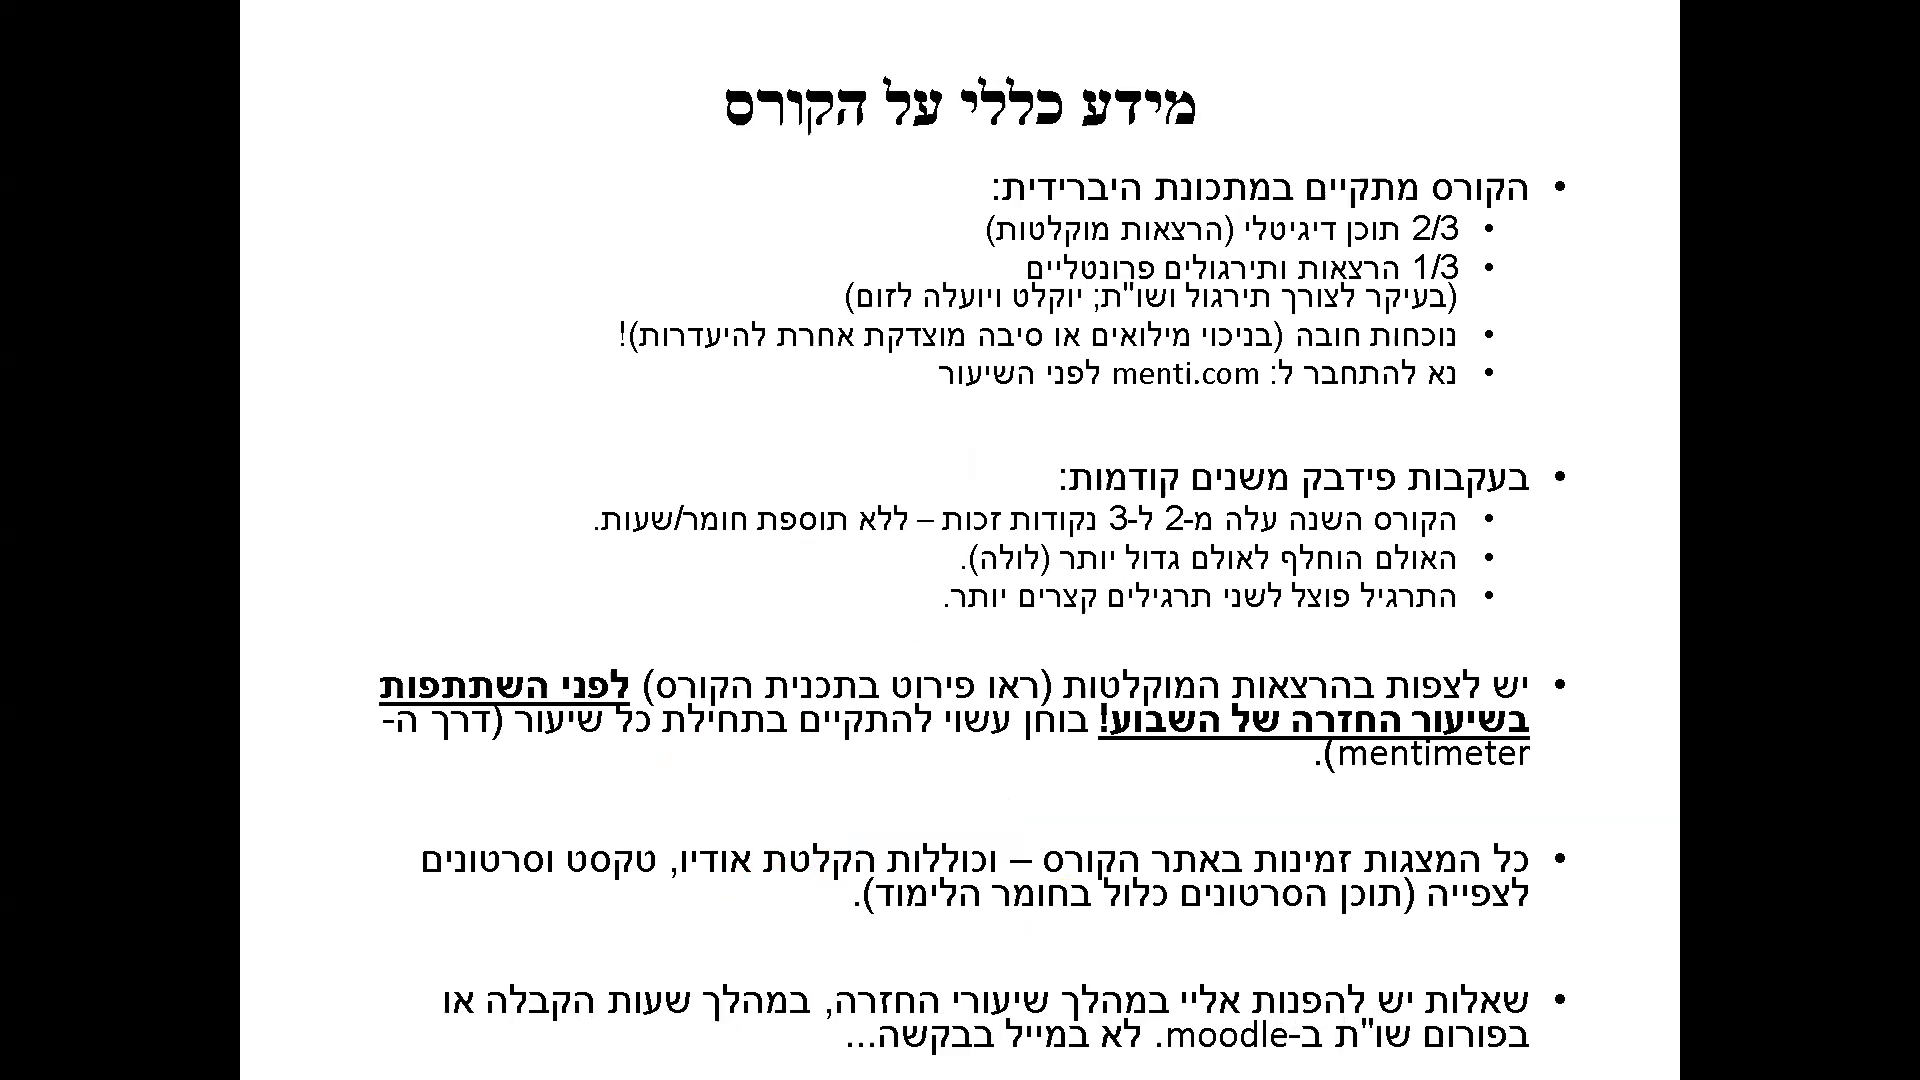 מידע כללי על הקורס
• הקורס מתקיים במתכונת היברידית:
• 2/3 תוכן דיגיטלי (הרצאות מוקלטות)
• 1/3 הרצאות ותירגולים פרונטליים
(בעיקר לצורך תירגול ושו"ת; יוקלט ויועלה לזום)
• נוכחות חובה (בניכוי מילואים או סיבה מוצדקת אחרת להיעדרות)!
• נא להתחבר ל: menti.com לפני השיעור
• בעקבות פידבק משנים קודמות:
• הקורס השנה עלה מ-2 ל-3 נקודות זכות – ללא תוספת חומר/שעות.
• האולם הוחלף לאולם גדול יותר (לולה).
• התרגיל פוצל לשני תרגילים קצרים יותר.
• יש לצפות בהרצאות המוקלטות (ראו פירוט בתכנית הקורס) לפני השתתפות
בשיעור החזרה של השבוע! בוחן עשוי להתקיים בתחילת כל שיעור (דרך ה-
mentimeter).
• כל המצגות זמינות באתר הקורס – וכוללות הקלטת אודיו, טקסט וסרטונים
לצפייה (תוכן הסרטונים כלול בחומר הלימוד).
• שאלות יש להפנות אליי במהלך שיעורי החזרה, במהלך שעות הקבלה או
בפורום שו"ת ב-moodle. לא במייל בבקשה...